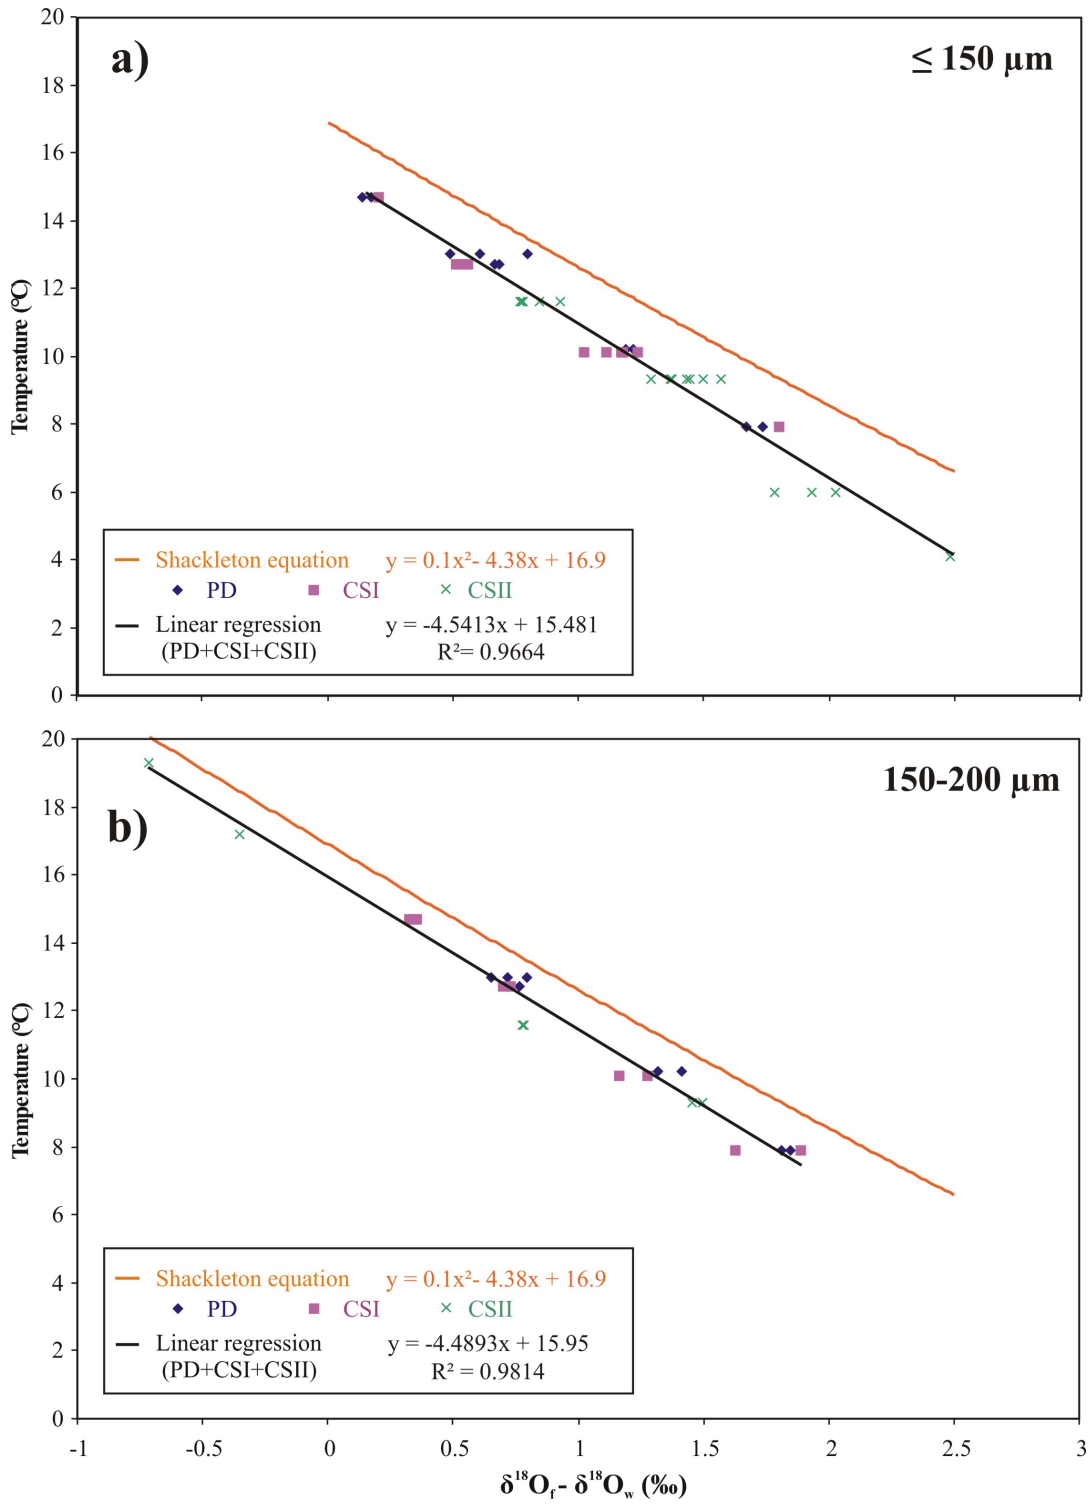 20
a)
≤ 150 µm
18
16
14
12
10
8
6
4
2
0
Temperature (℃)
Shackleton equation y = 0.1x²- 4.38x + 16.9
PD CSI CSII
Linear regression y = -4.5413x + 15.481
(PD+CSI+CSII) R²= 0.9664
20
150-200 µm
b)
18
16
14
12
10
8
6
4
2
0
Temperature (℃)
Shackleton equation y = 0.1x²- 4.38x + 16.9
PD CSI CSII
Linear regression y = -4.4893x + 15.95
(PD+CSI+CSII) R² = 0.9814
-1 -0.5 0 0.5 1 1.5 2 2.5 3
δ¹⁸O_f - δ¹⁸O_w (‰)